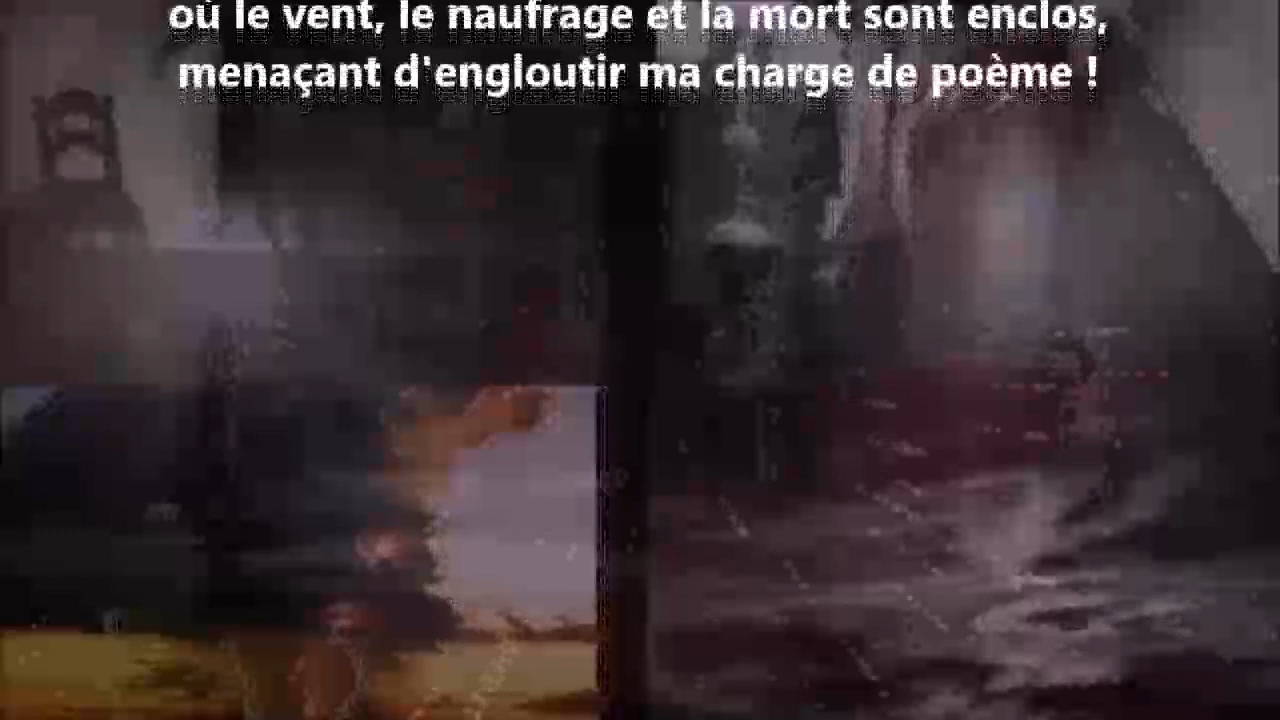 où le vent, le naufrage et la mort sont enclos,
menaçant d'engloutir ma charge de poème !